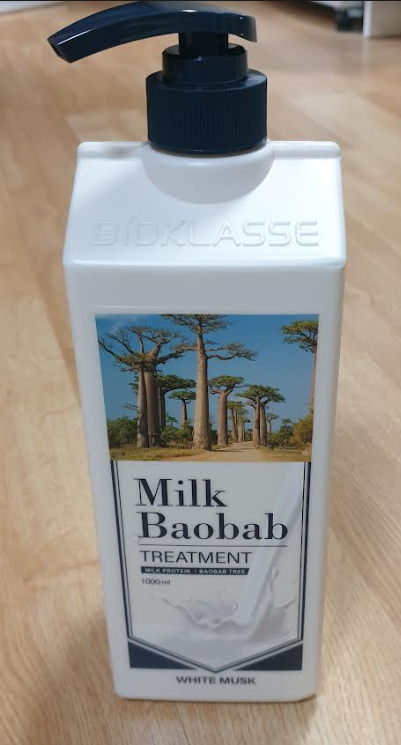 BIOKLASSE
Milk
Baobab
TREATMENT
MILK PROTEIN / BAOBAB TREE
1000ml
WHITE MUSK